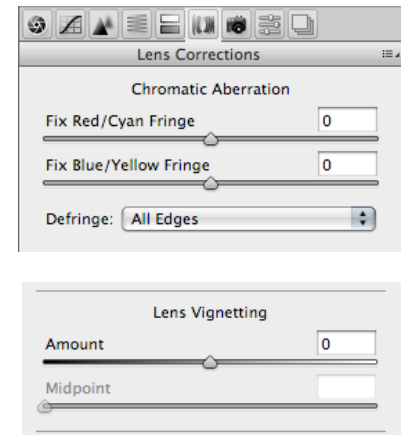 Lens Corrections
Chromatic Aberration
Fix Red/Cyan Fringe 0
Fix Blue/Yellow Fringe 0
Defringe: All Edges
Lens Vignetting
Amount 0
Midpoint